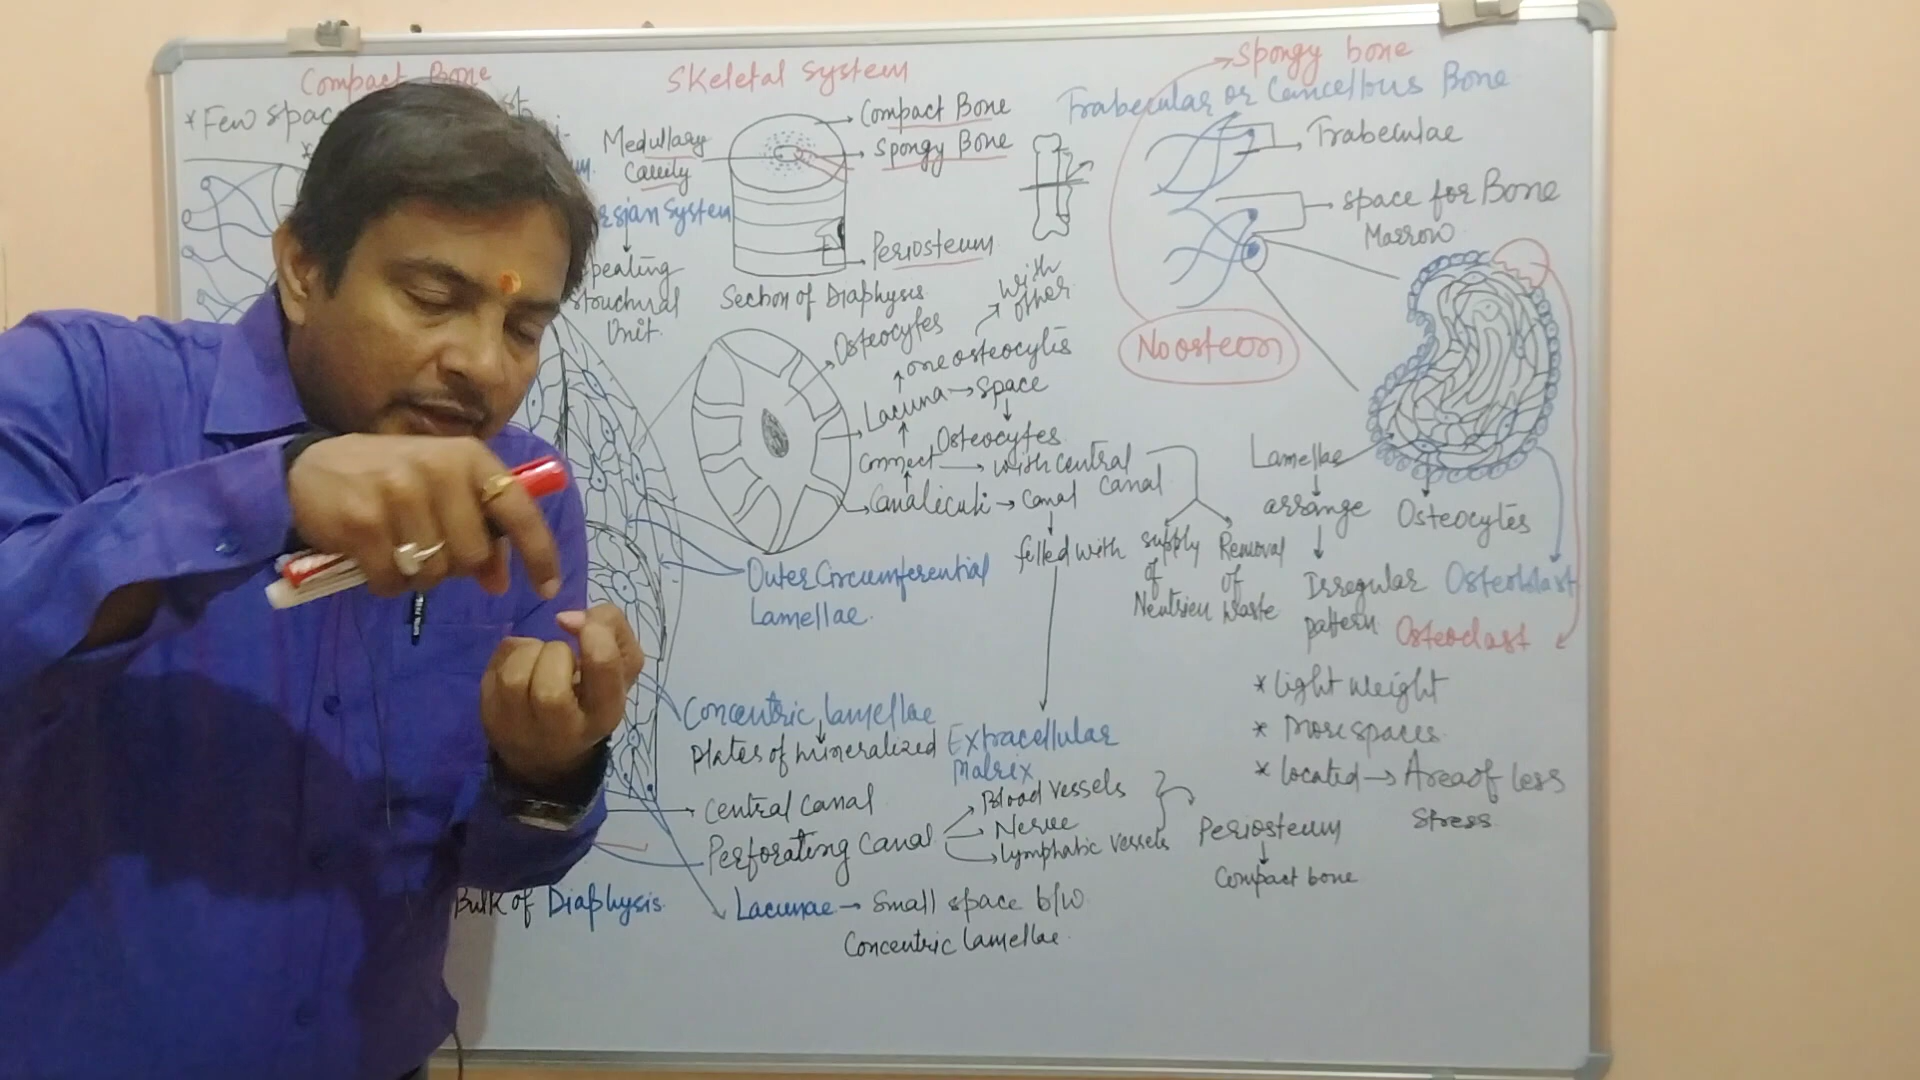 Compact Bone
*Few spac
*
rsian System
peating
structural
Unit.
Bulk of Diaphysis.
Skeletal System
Compact Bone
Spongy Bone
Medullary
Cavity
Periosteum
Section of Diaphysis
Osteocytes
with
other
one osteocytes
Lacuna → Space
Osteocytes
Connect → with central
canal
Canaliculi → Canal
filled with
supply
of
Removal
of
waste
Outer Circumferential
Lamellae.
Concentric lamellae
Plates of mineralized
Extracellular
Matrix
Central Canal
Perforating Canal
Blood vessels
Nerve
Lymphatic vessels
Periosteum
Compact bone
Lacunae → Small space b/w
Concentric lamellae
Spongy bone
Trabecular or Cancellous Bone
Trabeculae
space for Bone
Marrow
No osteon
Lamellae
arrange
Irregular
pattern
Osteocytes
Osteoblast
Osteoclast
* light weight
* More spaces
* located → Area of less
stress